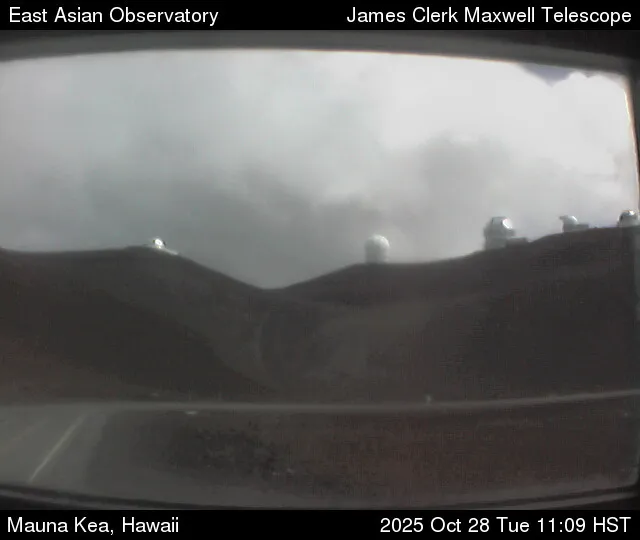 East Asian Observatory
James Clerk Maxwell Telescope
Mauna Kea, Hawaii
2025 Oct 28 Tue 11:09 HST